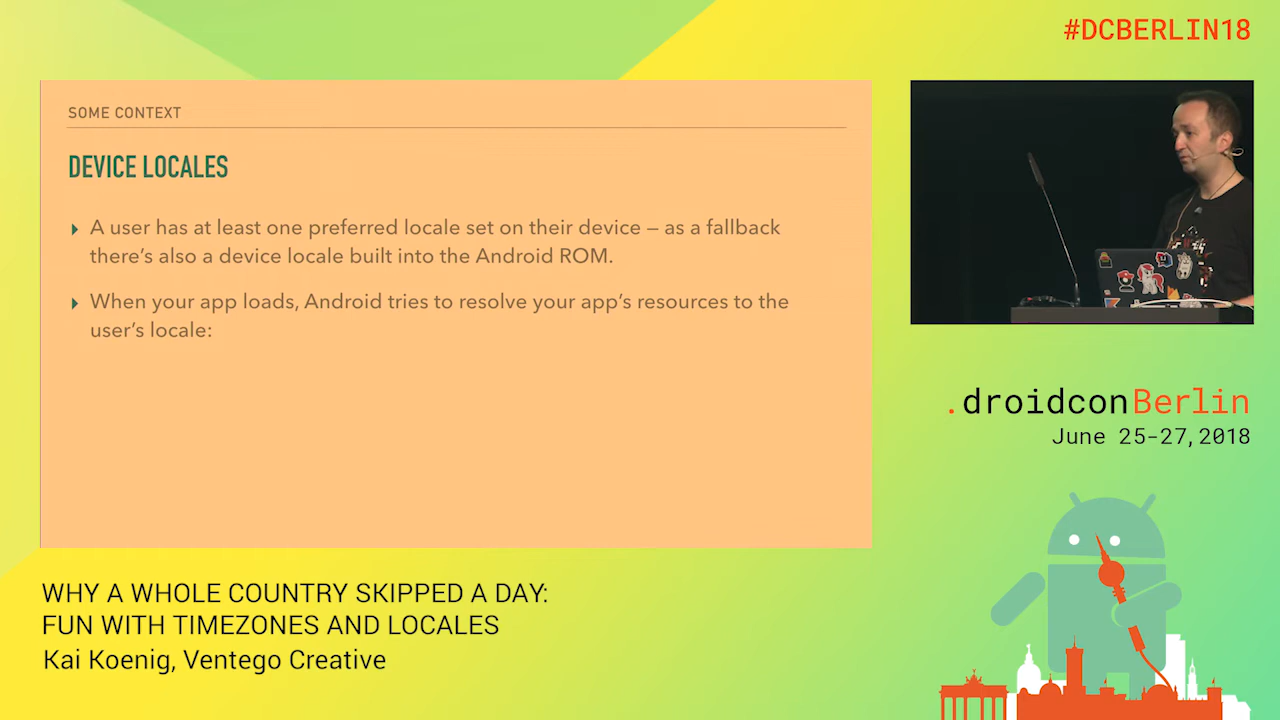 #DCBERLIN18
SOME CONTEXT
DEVICE LOCALES
A user has at least one preferred locale set on their device – as a fallback
there’s also a device locale built into the Android ROM.
When your app loads, Android tries to resolve your app’s resources to the
user’s locale:
.droidconBerlin
June 25-27,2018
WHY A WHOLE COUNTRY SKIPPED A DAY:
FUN WITH TIMEZONES AND LOCALES
Kai Koenig, Ventego Creative